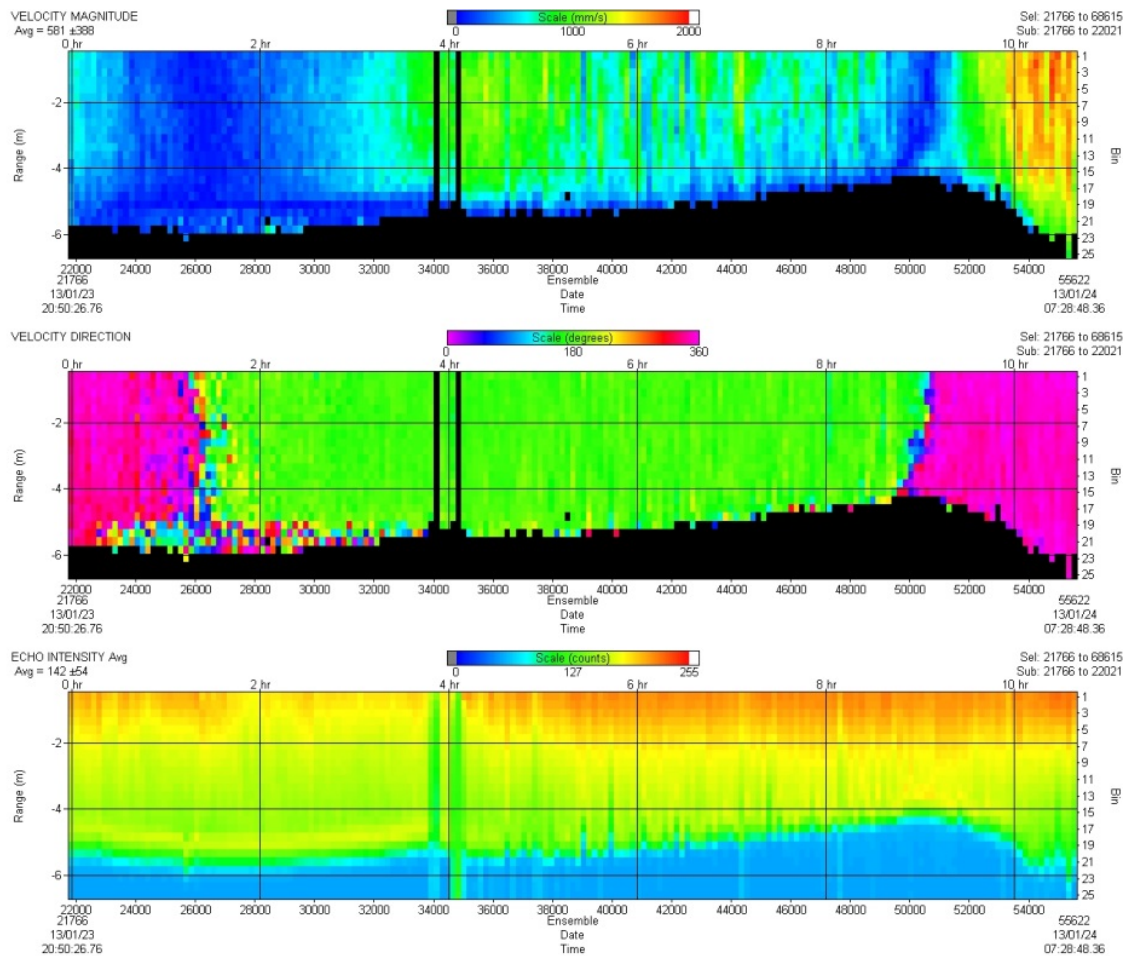 VELOCITY MAGNITUDE
Avg = 581 ±388
Scale (mm/s)
0 1000 2000
Sel: 21766 to 68615
Sub: 21766 to 22021
0 hr 2 hr 4 hr 6 hr 8 hr 10 hr
Range (m)
-2
-4
-6
Bin
1
3
5
7
9
11
13
15
17
19
21
23
25
22000 24000 26000 28000 30000 32000 34000 36000 38000 40000 42000 44000 46000 48000 50000 52000 54000
21766 Ensemble 55622
13/01/23 Date 13/01/24
20:50:26.76 Time 07:28:48.36
VELOCITY DIRECTION
Scale (degrees)
0 180 360
Sel: 21766 to 68615
Sub: 21766 to 22021
0 hr 2 hr 4 hr 6 hr 8 hr 10 hr
Range (m)
-2
-4
-6
Bin
1
3
5
7
9
11
13
15
17
19
21
23
25
22000 24000 26000 28000 30000 32000 34000 36000 38000 40000 42000 44000 46000 48000 50000 52000 54000
21766 Ensemble 55622
13/01/23 Date 13/01/24
20:50:26.76 Time 07:28:48.36
ECHO INTENSITY Avg
Avg = 142 ±54
Scale (counts)
0 127 255
Sel: 21766 to 68615
Sub: 21766 to 22021
0 hr 2 hr 4 hr 6 hr 8 hr 10 hr
Range (m)
-2
-4
-6
Bin
1
3
5
7
9
11
13
15
17
19
21
23
25
22000 24000 26000 28000 30000 32000 34000 36000 38000 40000 42000 44000 46000 48000 50000 52000 54000
21766 Ensemble 55622
13/01/23 Date 13/01/24
20:50:26.76 Time 07:28:48.36